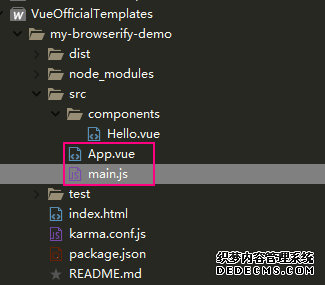 VueOfficialTemplates
my-browserify-demo
dist
node_modules
src
components
Hello.vue
App.vue
main.js
test
index.html
karma.conf.js
package.json
README.md
织梦内容管理系统
DEDECMS.COM